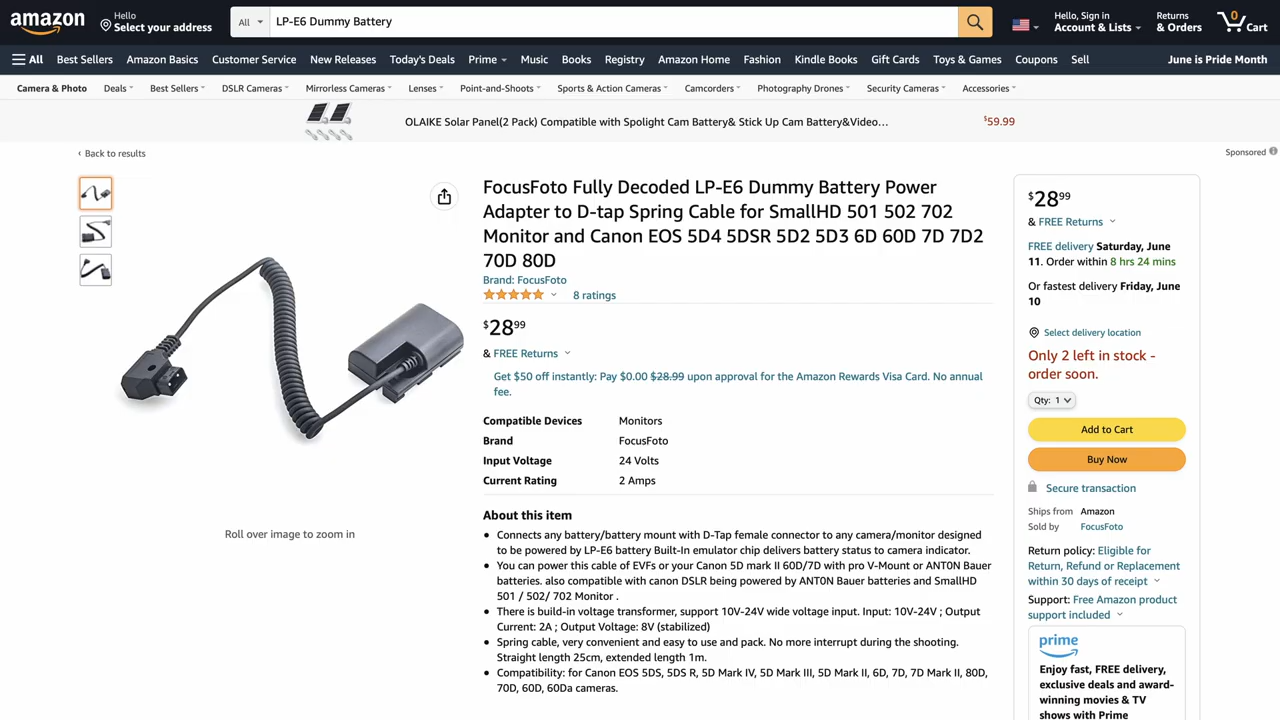 amazon
Hello
Select your address
All
LP-E6 Dummy Battery
Hello, Sign in
Account & Lists
Returns
& Orders
0
Cart
All
Best Sellers
Amazon Basics
Customer Service
New Releases
Today's Deals
Prime
Music
Books
Registry
Amazon Home
Fashion
Kindle Books
Gift Cards
Toys & Games
Coupons
Sell
June is Pride Month
Camera & Photo
Deals
Best Sellers
DSLR Cameras
Mirrorless Cameras
Lenses
Point-and-Shoots
Sports & Action Cameras
Camcorders
Photography Drones
Security Cameras
Accessories
OLAIKE Solar Panel(2 Pack) Compatible with Spolight Cam Battery& Stick Up Cam Battery&Video…
$59.99
‹ Back to results
Sponsored
FocusFoto Fully Decoded LP-E6 Dummy Battery Power
Adapter to D-tap Spring Cable for SmallHD 501 502 702
Monitor and Canon EOS 5D4 5DSR 5D2 5D3 6D 60D 7D 7D2
70D 80D
Brand: FocusFoto
8 ratings
$2899
& FREE Returns
Get $50 off instantly: Pay $0.00 $28.99 upon approval for the Amazon Rewards Visa Card. No annual
fee.
Compatible Devices Monitors
Brand FocusFoto
Input Voltage 24 Volts
Current Rating 2 Amps
About this item
Connects any battery/battery mount with D-Tap female connector to any camera/monitor designed
to be powered by LP-E6 battery Built-In emulator chip delivers battery status to camera indicator.
You can power this cable of EVFs or your Canon 5D mark II 60D/7D with pro V-Mount or ANT0N Bauer
batteries. also compatible with canon DSLR being powered by ANT0N Bauer batteries and SmallHD
501 / 502/ 702 Monitor .
There is build-in voltage transformer, support 10V-24V wide voltage input. Input: 10V-24V ; Output
Current: 2A ; Output Voltage: 8V (stabilized)
Spring cable, very convenient and easy to use and pack. No more interrupt during the shooting.
Straight length 25cm, extended length 1m.
Compatibility: for Canon EOS 5DS, 5DS R, 5D Mark IV, 5D Mark III, 5D Mark II, 6D, 7D, 7D Mark II, 80D,
70D, 60D, 60Da cameras.
Roll over image to zoom in
$2899
& FREE Returns
FREE delivery Saturday, June
11. Order within 8 hrs 24 mins
Or fastest delivery Friday, June
10
Select delivery location
Only 2 left in stock -
order soon.
Qty: 1
Add to Cart
Buy Now
Secure transaction
Ships from Amazon
Sold by FocusFoto
Return policy: Eligible for
Return, Refund or Replacement
within 30 days of receipt
Support: Free Amazon product
support included
prime
Enjoy fast, FREE delivery,
exclusive deals and award-
winning movies & TV
shows with Prime